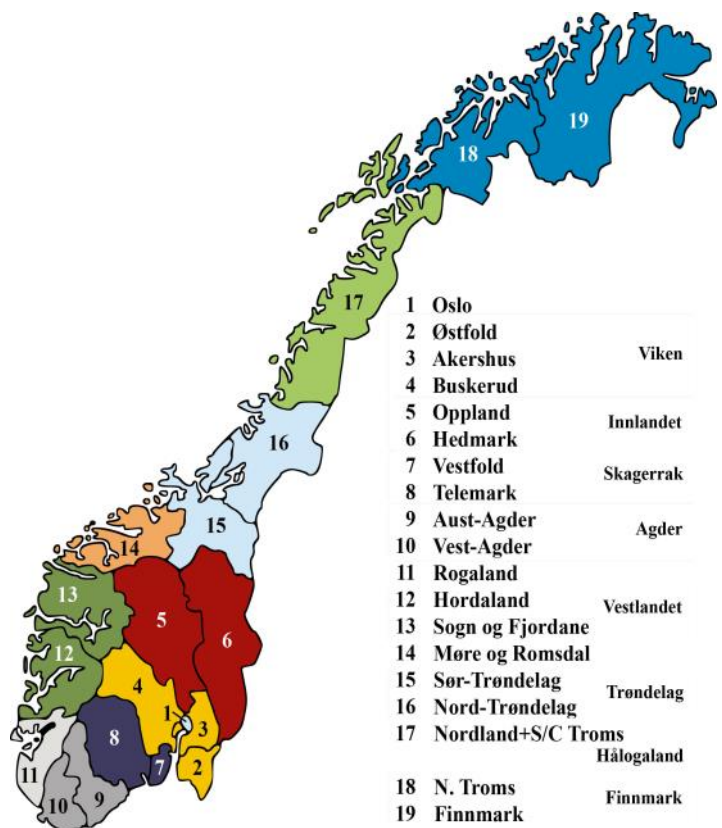 19
18
17
16
15
14
13
12
5
6
4
1
3
8
7
2
11
10
9
1 Oslo
2 Østfold
3 Akershus
4 Buskerud
Viken
5 Oppland
6 Hedmark
Innlandet
7 Vestfold
8 Telemark
Skagerrak
9 Aust-Agder
10 Vest-Agder
Agder
11 Rogaland
12 Hordaland
13 Sogn og Fjordane
Vestlandet
14 Møre og Romsdal
15 Sør-Trøndelag
16 Nord-Trøndelag
Trøndelag
17 Nordland+S/C Troms
Hålogaland
18 N. Troms
19 Finnmark
Finnmark